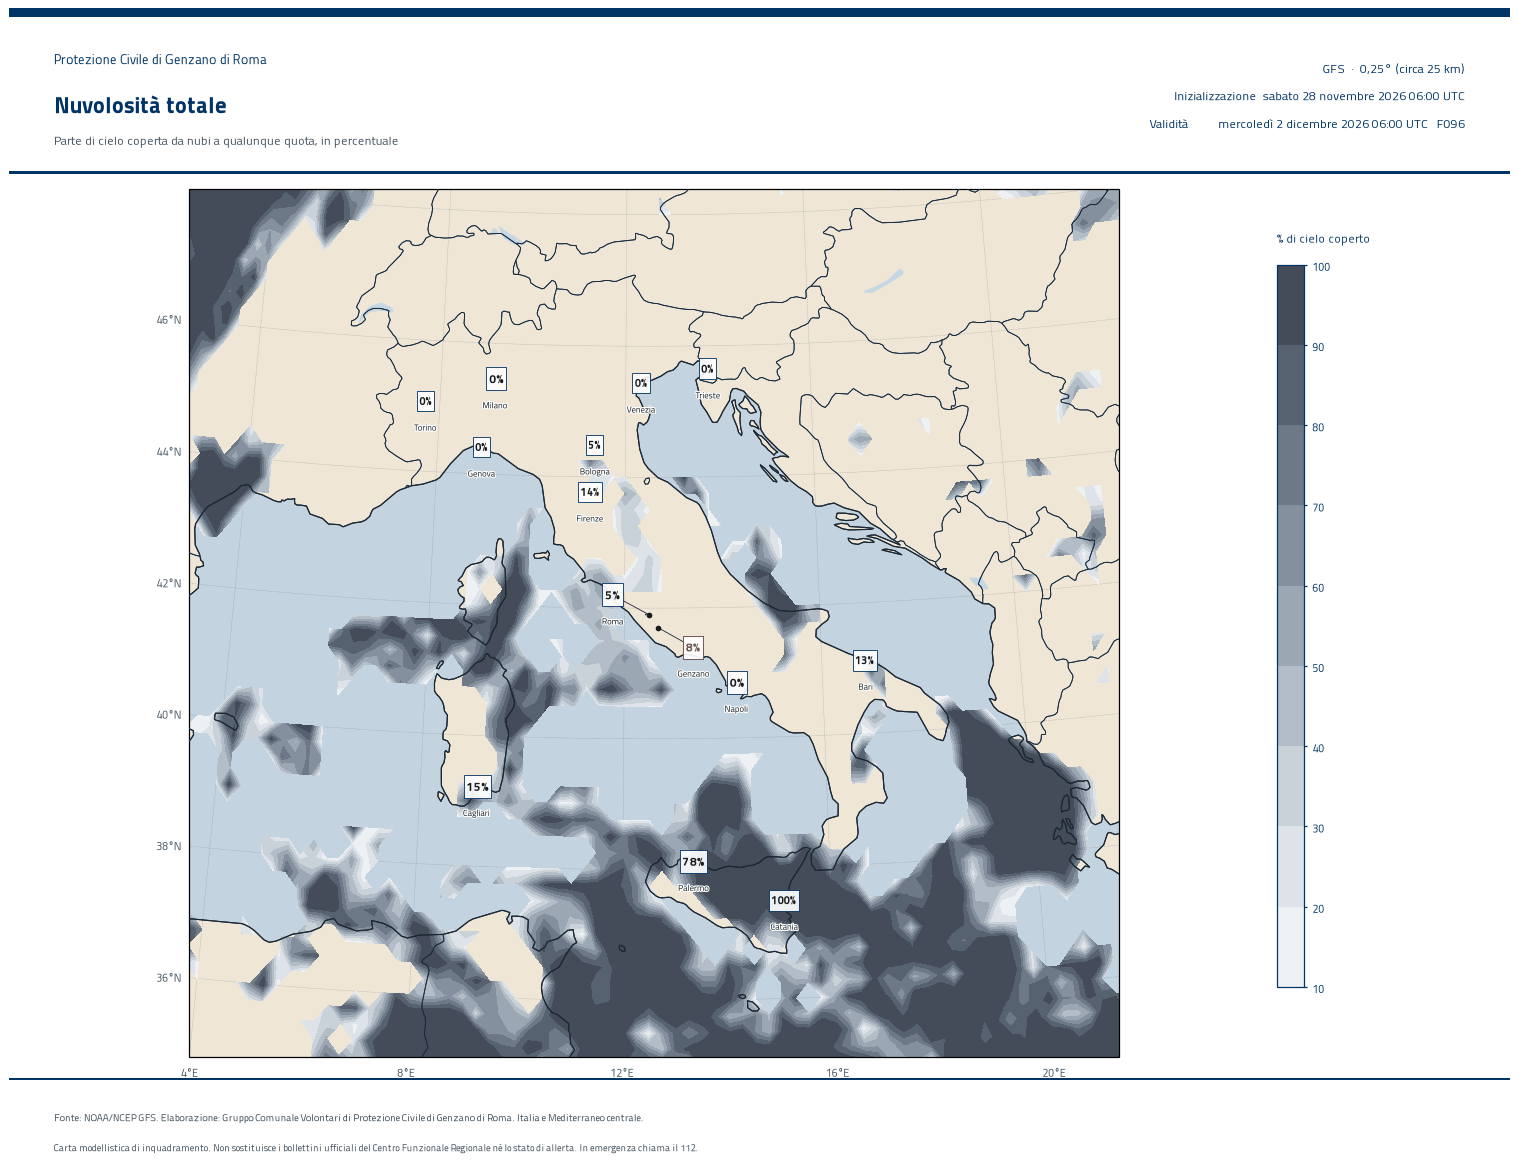 Protezione Civile di Genzano di Roma
Nuvolosità totale
Parte di cielo coperta da nubi a qualunque quota, in percentuale
GFS · 0,25° (circa 25 km)
Inizializzazione sabato 28 novembre 2026 06:00 UTC
Validità mercoledì 2 dicembre 2026 06:00 UTC F096
% di cielo coperto
100
90
80
70
60
50
40
30
20
10
46°N
44°N
42°N
40°N
38°N
36°N
4°E
8°E
12°E
16°E
20°E
0%
Torino
0%
Milano
0%
Venezia
0%
Trieste
0%
Genova
5%
Bologna
14%
Firenze
5%
Roma
8%
Genzano
0%
Napoli
13%
Bari
15%
Cagliari
78%
Palermo
100%
Catania
Fonte: NOAA/NCEP GFS. Elaborazione: Gruppo Comunale Volontari di Protezione Civile di Genzano di Roma. Italia e Mediterraneo centrale.
Carta modellistica di inquadramento. Non sostituisce i bollettini ufficiali del Centro Funzionale Regionale né lo stato di allerta. In emergenza chiama il 112.